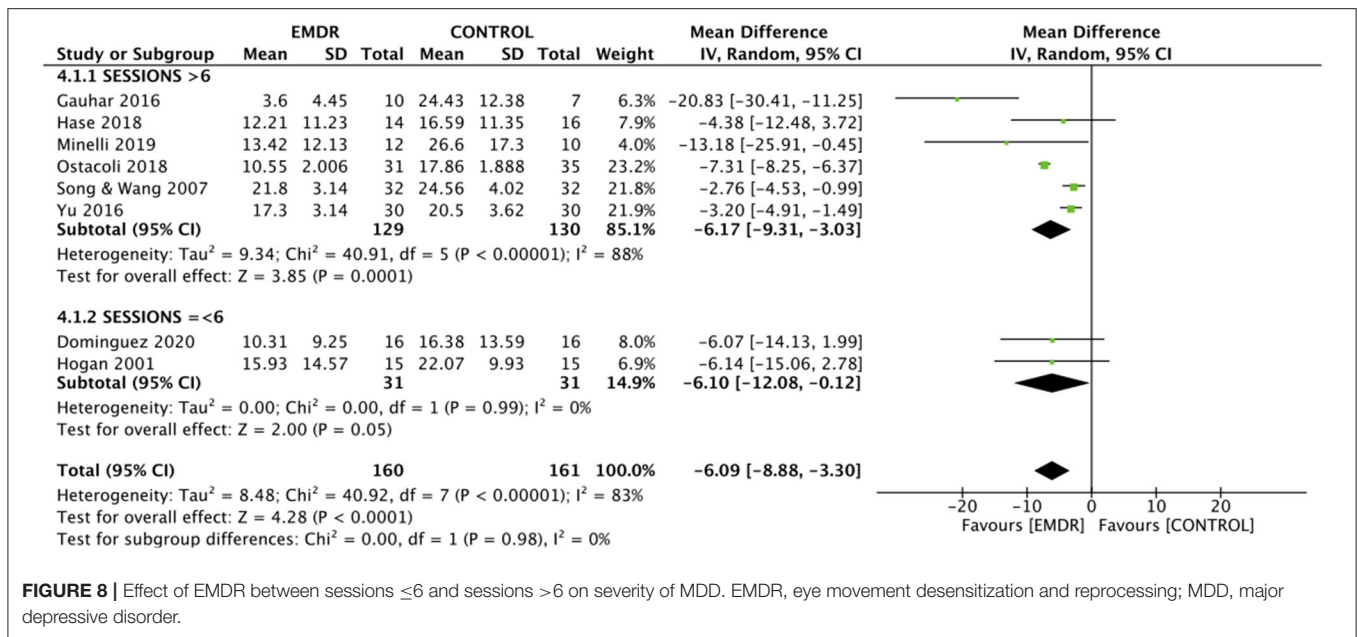 EMDR CONTROL Mean Difference Mean Difference
Study or Subgroup Mean SD Total Mean SD Total Weight IV, Random, 95% CI IV, Random, 95% CI
4.1.1 SESSIONS >6
Gauhar 2016 3.6 4.45 10 24.43 12.38 7 6.3% -20.83 [-30.41, -11.25]
Hase 2018 12.21 11.23 14 16.59 11.35 16 7.9% -4.38 [-12.48, 3.72]
Minelli 2019 13.42 12.13 12 26.6 17.3 10 4.0% -13.18 [-25.91, -0.45]
Ostacoli 2018 10.55 2.006 31 17.86 1.888 35 23.2% -7.31 [-8.25, -6.37]
Song & Wang 2007 21.8 3.14 32 24.56 4.02 32 21.8% -2.76 [-4.53, -0.99]
Yu 2016 17.3 3.14 30 20.5 3.62 30 21.9% -3.20 [-4.91, -1.49]
Subtotal (95% CI) 129 130 85.1% -6.17 [-9.31, -3.03]
Heterogeneity: Tau² = 9.34; Chi² = 40.91, df = 5 (P < 0.00001); I² = 88%
Test for overall effect: Z = 3.85 (P = 0.0001)
4.1.2 SESSIONS =<6
Dominguez 2020 10.31 9.25 16 16.38 13.59 16 8.0% -6.07 [-14.13, 1.99]
Hogan 2001 15.93 14.57 15 22.07 9.93 15 6.9% -6.14 [-15.06, 2.78]
Subtotal (95% CI) 31 31 14.9% -6.10 [-12.08, -0.12]
Heterogeneity: Tau² = 0.00; Chi² = 0.00, df = 1 (P = 0.99); I² = 0%
Test for overall effect: Z = 2.00 (P = 0.05)
Total (95% CI) 160 161 100.0% -6.09 [-8.88, -3.30]
Heterogeneity: Tau² = 8.48; Chi² = 40.92, df = 7 (P < 0.00001); I² = 83%
Test for overall effect: Z = 4.28 (P < 0.0001)
Test for subgroup differences: Chi² = 0.00, df = 1 (P = 0.98), I² = 0%
-20 -10 0 10 20
Favours [EMDR] Favours [CONTROL]
FIGURE 8 | Effect of EMDR between sessions ≤6 and sessions >6 on severity of MDD. EMDR, eye movement desensitization and reprocessing; MDD, major
depressive disorder.